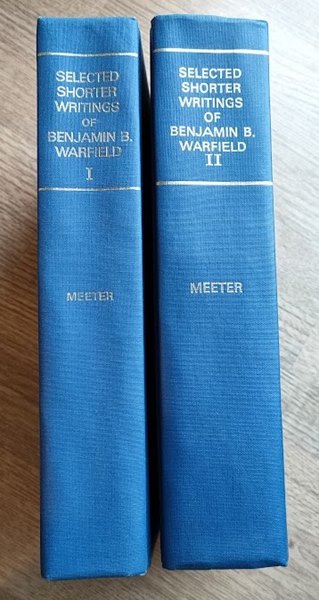 SELECTED
SHORTER
WRITINGS
OF
BENJAMIN B.
WARFIELD
I
MEETER
SELECTED
SHORTER
WRITINGS
OF
BENJAMIN B.
WARFIELD
II
MEETER